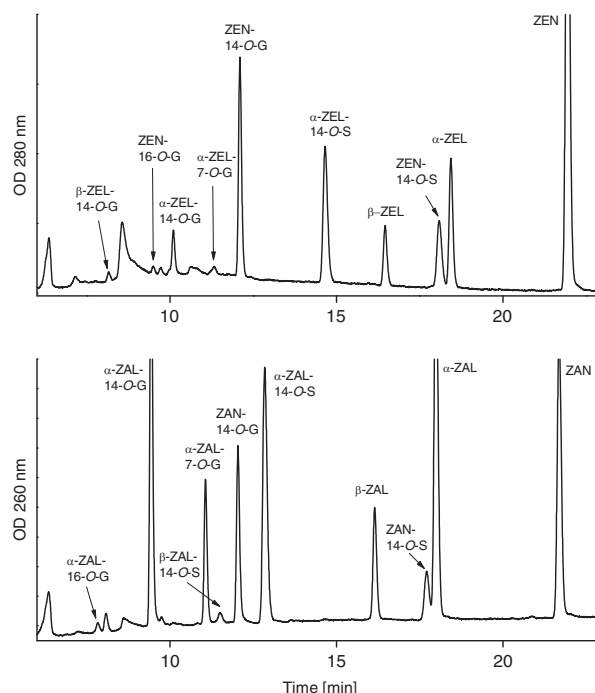 ZEN
ZEN-
14-O-G
α-ZEL-
14-O-S
α-ZEL
ZEN-
16-O-G
α-ZEL-
7-O-G
ZEN-
14-O-S
β-ZEL-
14-O-G
α-ZEL-
14-O-G
β–ZEL
OD 280 nm
10
15
20
α-ZAL-
14-O-G
α-ZAL-
14-O-S
α-ZAL
ZAN
ZAN-
14-O-G
α-ZAL-
7-O-G
β-ZAL
β-ZAL-
14-O-S
ZAN-
14-O-S
α-ZAL-
16-O-G
OD 260 nm
10
15
20
Time [min]